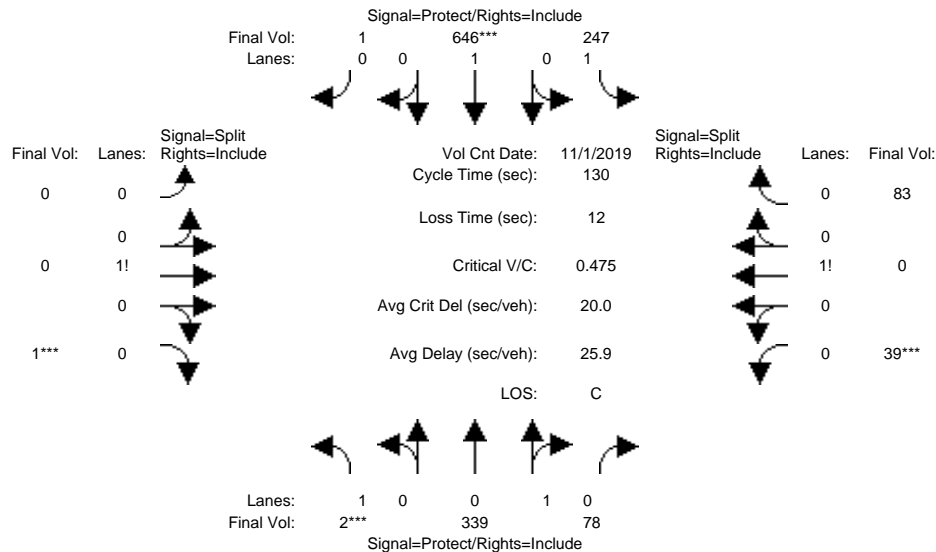 Signal=Protect/Rights=Include
Final Vol: 1 646*** 247
Lanes: 0 0 1 0 1
Signal=Split
Final Vol: Lanes: Rights=Include
Vol Cnt Date: 11/1/2019
Signal=Split
Rights=Include Lanes: Final Vol:
Cycle Time (sec): 130
0 0
0 83
Loss Time (sec): 12
0
0
0 1!
Critical V/C: 0.475
1! 0
0
Avg Crit Del (sec/veh): 20.0
0
1*** 0
Avg Delay (sec/veh): 25.9
0 39***
LOS: C
Lanes: 1 0 0 1 0
Final Vol: 2*** 339 78
Signal=Protect/Rights=Include